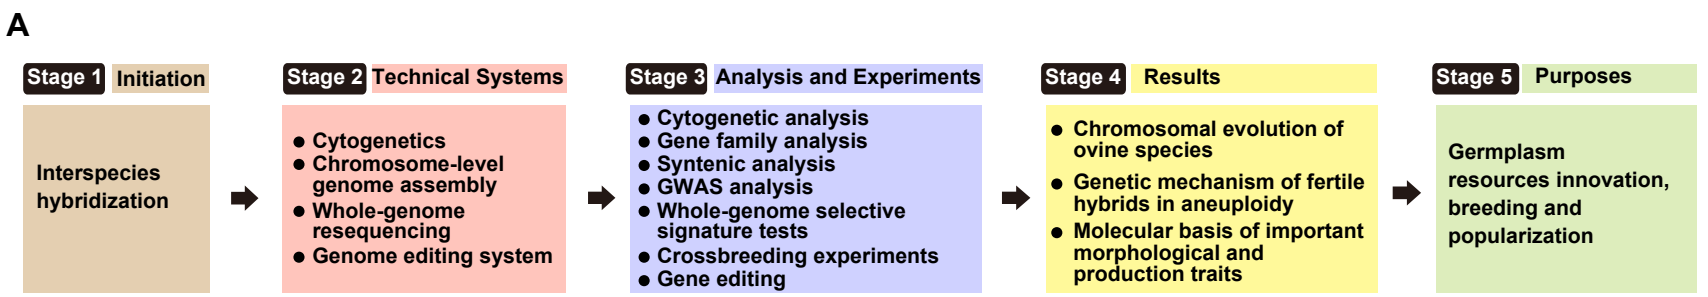 A
Stage 1 Initiation
Interspecies
hybridization
Stage 2 Technical Systems
● Cytogenetics
● Chromosome-level
genome assembly
● Whole-genome
resequencing
● Genome editing system
Stage 3 Analysis and Experiments
● Cytogenetic analysis
● Gene family analysis
● Syntenic analysis
● GWAS analysis
● Whole-genome selective
signature tests
● Crossbreeding experiments
● Gene editing
Stage 4 Results
● Chromosomal evolution of
ovine species
● Genetic mechanism of fertile
hybrids in aneuploidy
● Molecular basis of important
morphological and
production traits
Stage 5 Purposes
Germplasm
resources innovation,
breeding and
popularization